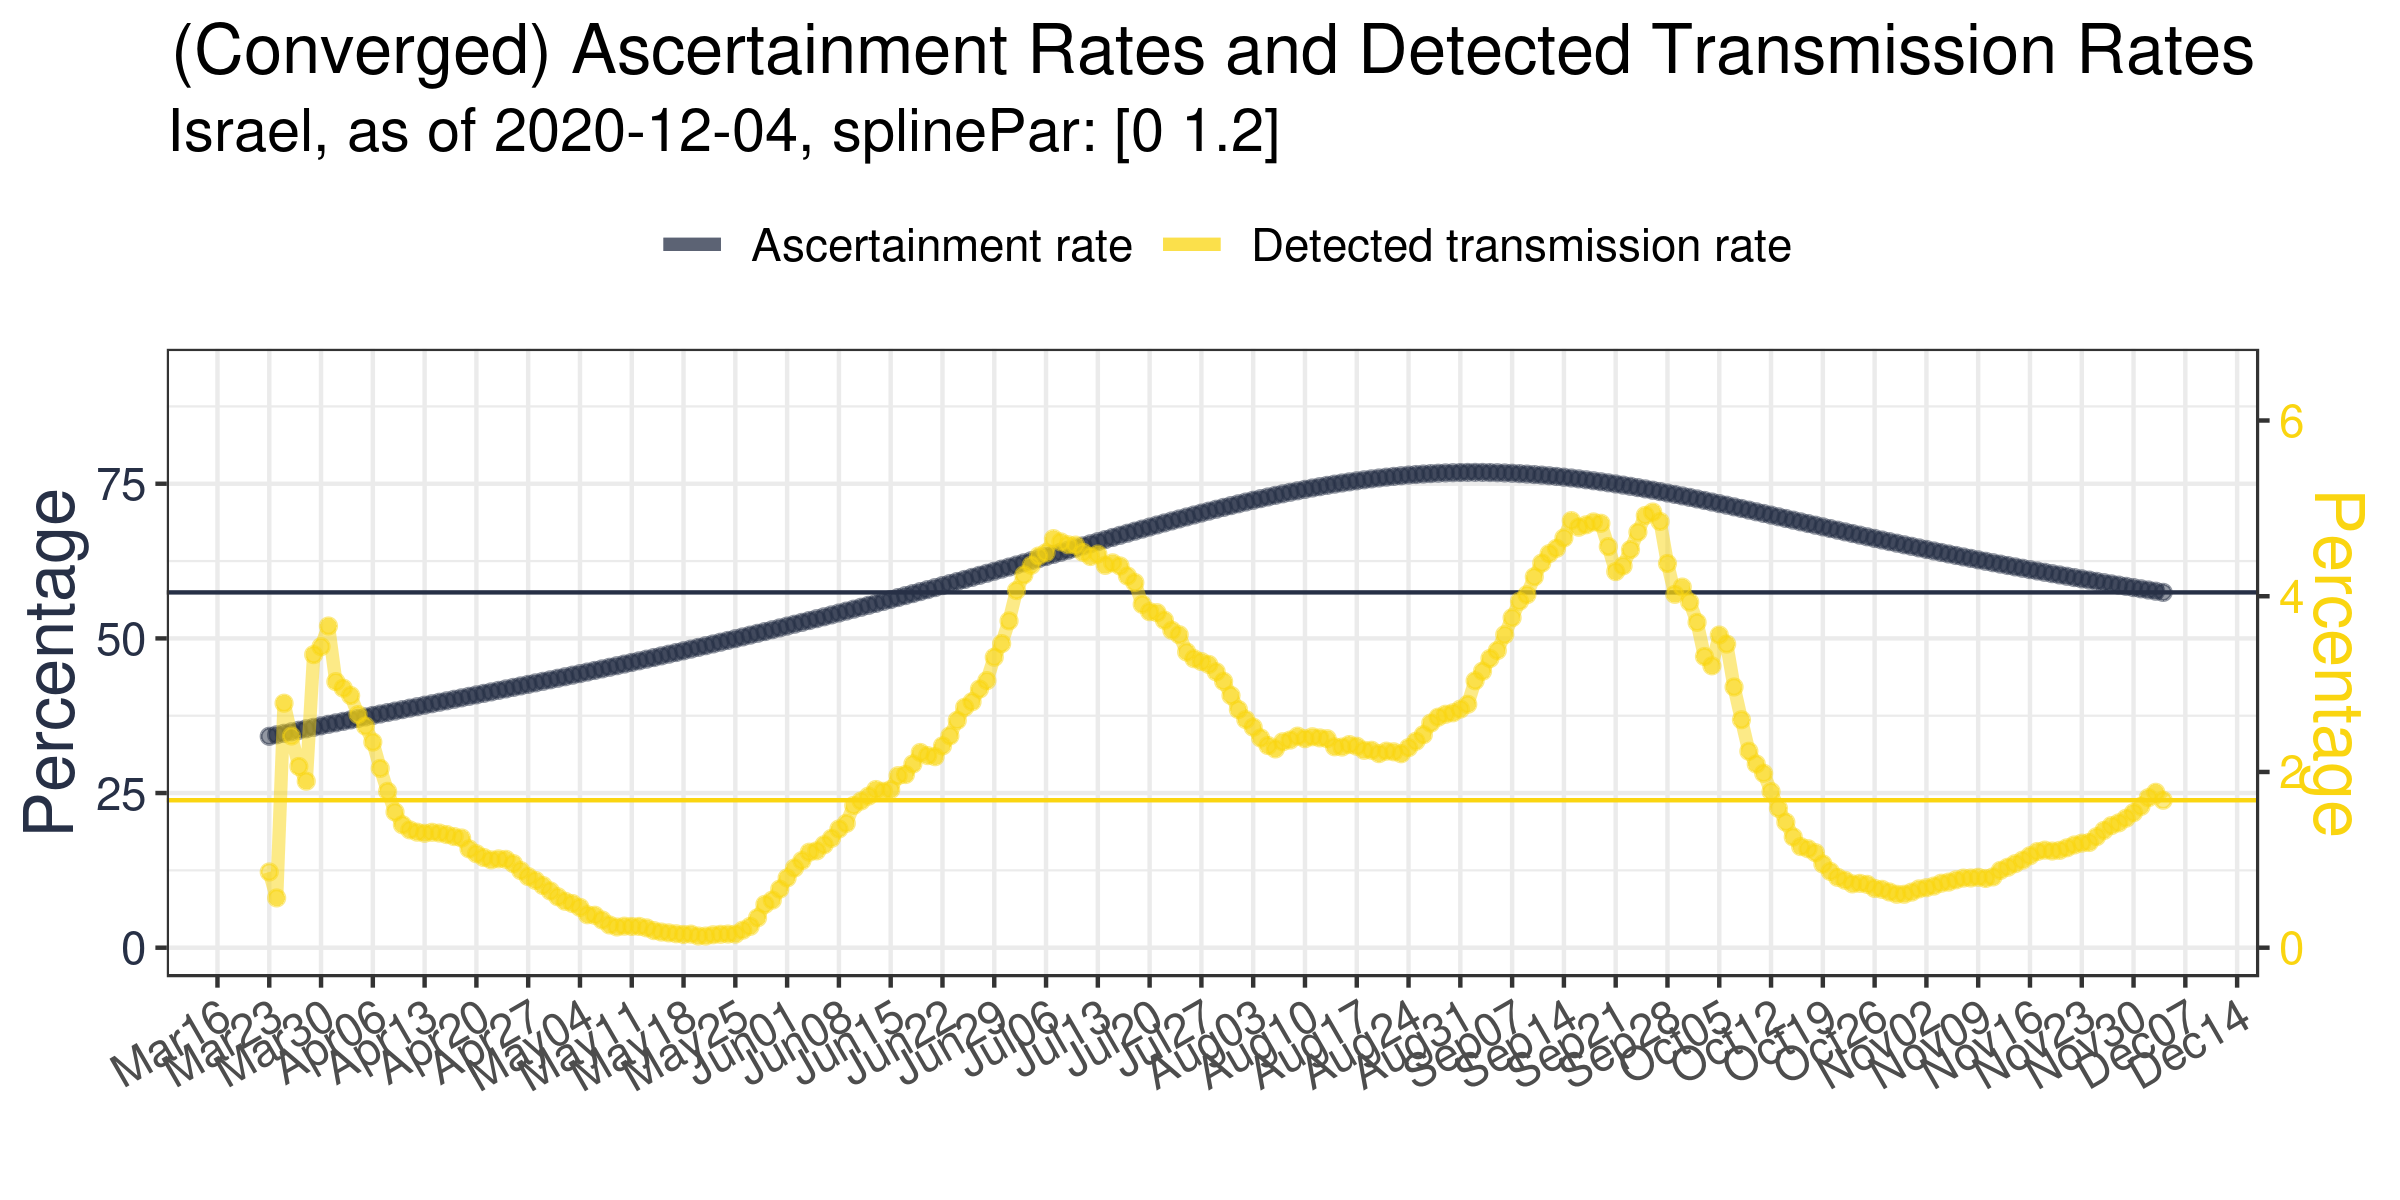 (Converged) Ascertainment Rates and Detected Transmission Rates
Israel, as of 2020-12-04, splinePar: [0 1.2]
Ascertainment rate
Detected transmission rate
Percentage
75
50
25
0
6
4
2
0
Percentage
Mar16
Mar23
Mar30
Apr06
Apr13
Apr20
Apr27
May04
May11
May18
May25
Jun01
Jun08
Jun15
Jun22
Jun29
Jul06
Jul13
Jul20
Jul27
Aug03
Aug10
Aug17
Aug24
Aug31
Sep07
Sep14
Sep21
Sep28
Oct05
Oct12
Oct19
Oct26
Nov02
Nov09
Nov16
Nov23
Nov30
Dec07
Dec14